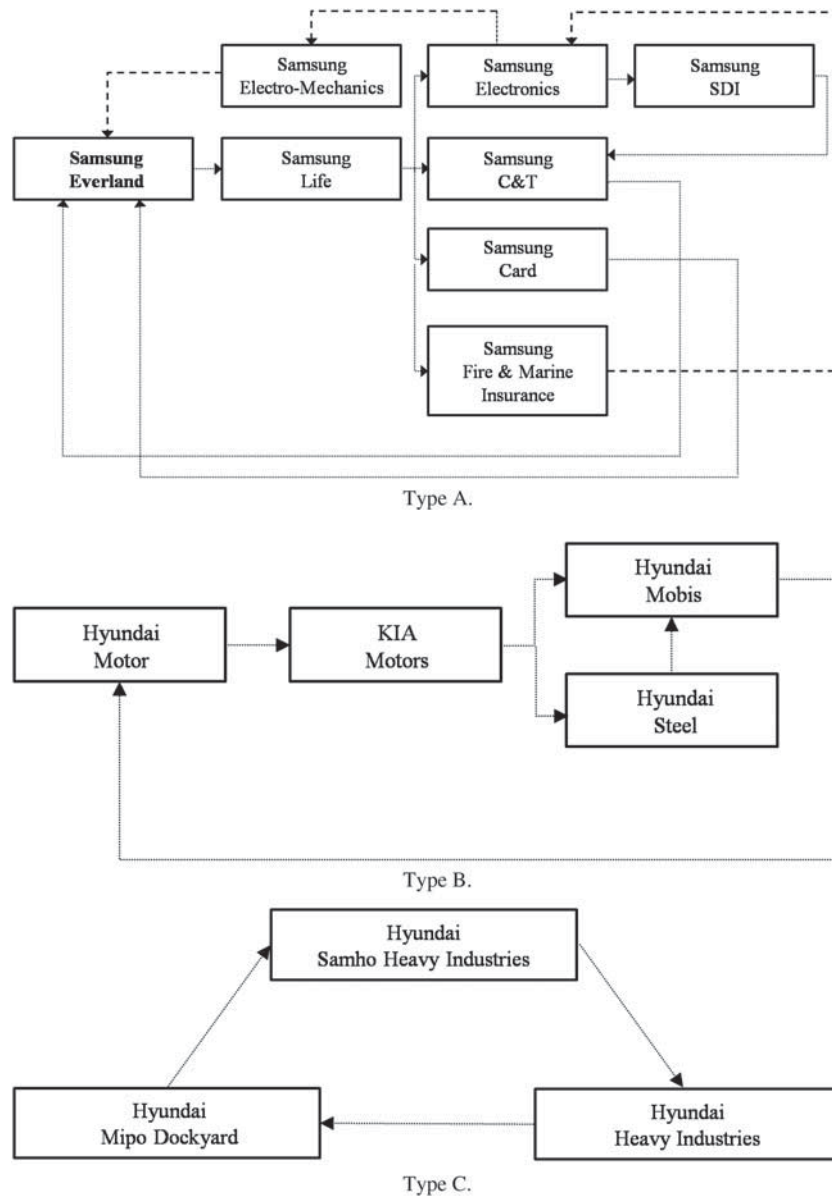 Samsung
Electro-Mechanics
Samsung
Electronics
Samsung
SDI
Samsung
Everland
Samsung
Life
Samsung
C&T
Samsung
Card
Samsung
Fire & Marine
Insurance
Type A.
Hyundai
Motor
KIA
Motors
Hyundai
Mobis
Hyundai
Steel
Type B.
Hyundai
Samho Heavy Industries
Hyundai
Mipo Dockyard
Hyundai
Heavy Industries
Type C.